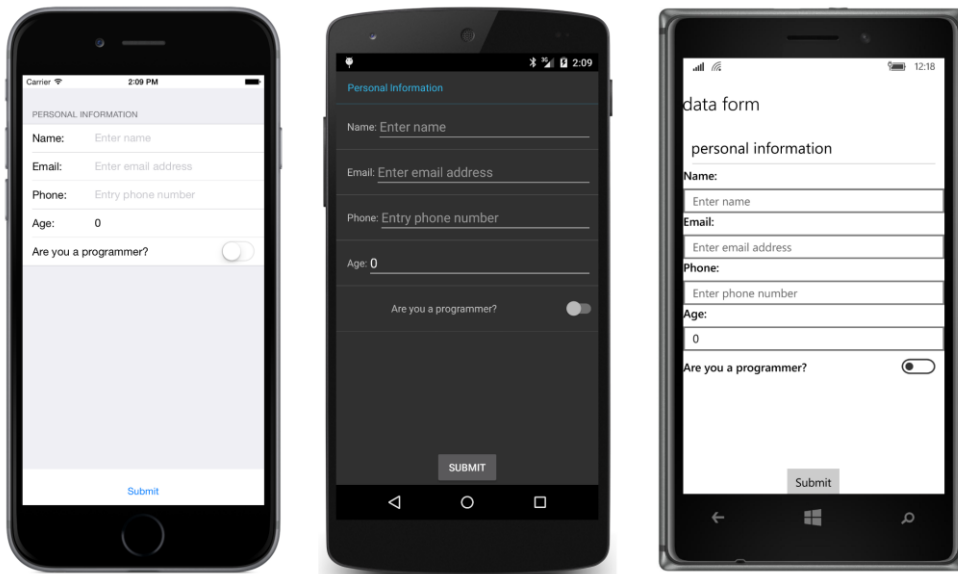 Carrier 2:09 PM
PERSONAL INFORMATION
Name: Enter name
Email: Enter email address
Phone: Entry phone number
Age: 0
Are you a programmer?
Submit
3G 2:09
Personal Information
Name: Enter name
Email: Enter email address
Phone: Entry phone number
Age: 0
Are you a programmer?
SUBMIT
12:18
data form
personal information
Name:
Enter name
Email:
Enter email address
Phone:
Enter phone number
Age:
0
Are you a programmer?
Submit